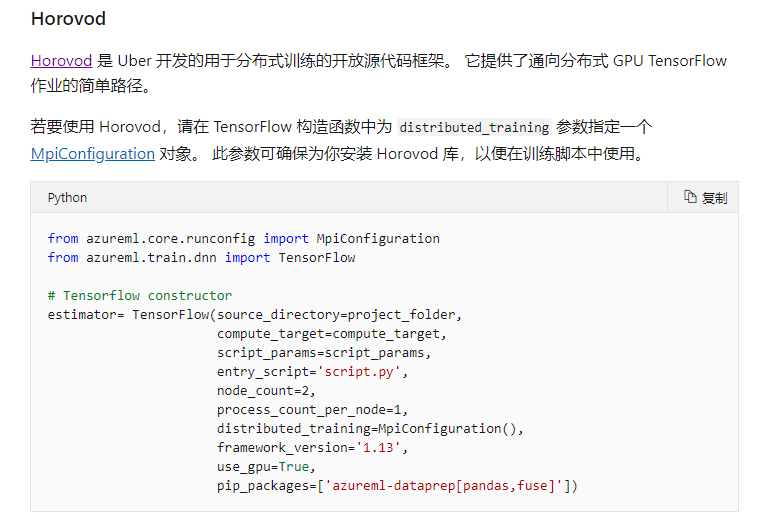 Horovod
Horovod 是 Uber 开发的用于分布式训练的开放源代码框架。 它提供了通向分布式 GPU TensorFlow
作业的简单路径。
若要使用 Horovod，请在 TensorFlow 构造函数中为 distributed_training 参数指定一个
MpiConfiguration 对象。 此参数可确保为你安装 Horovod 库，以便在训练脚本中使用。
Python 复制
from azureml.core.runconfig import MpiConfiguration
from azureml.train.dnn import TensorFlow
# Tensorflow constructor
estimator= TensorFlow(source_directory=project_folder,
compute_target=compute_target,
script_params=script_params,
entry_script='script.py',
node_count=2,
process_count_per_node=1,
distributed_training=MpiConfiguration(),
framework_version='1.13',
use_gpu=True,
pip_packages=['azureml-dataprep[pandas,fuse]'])